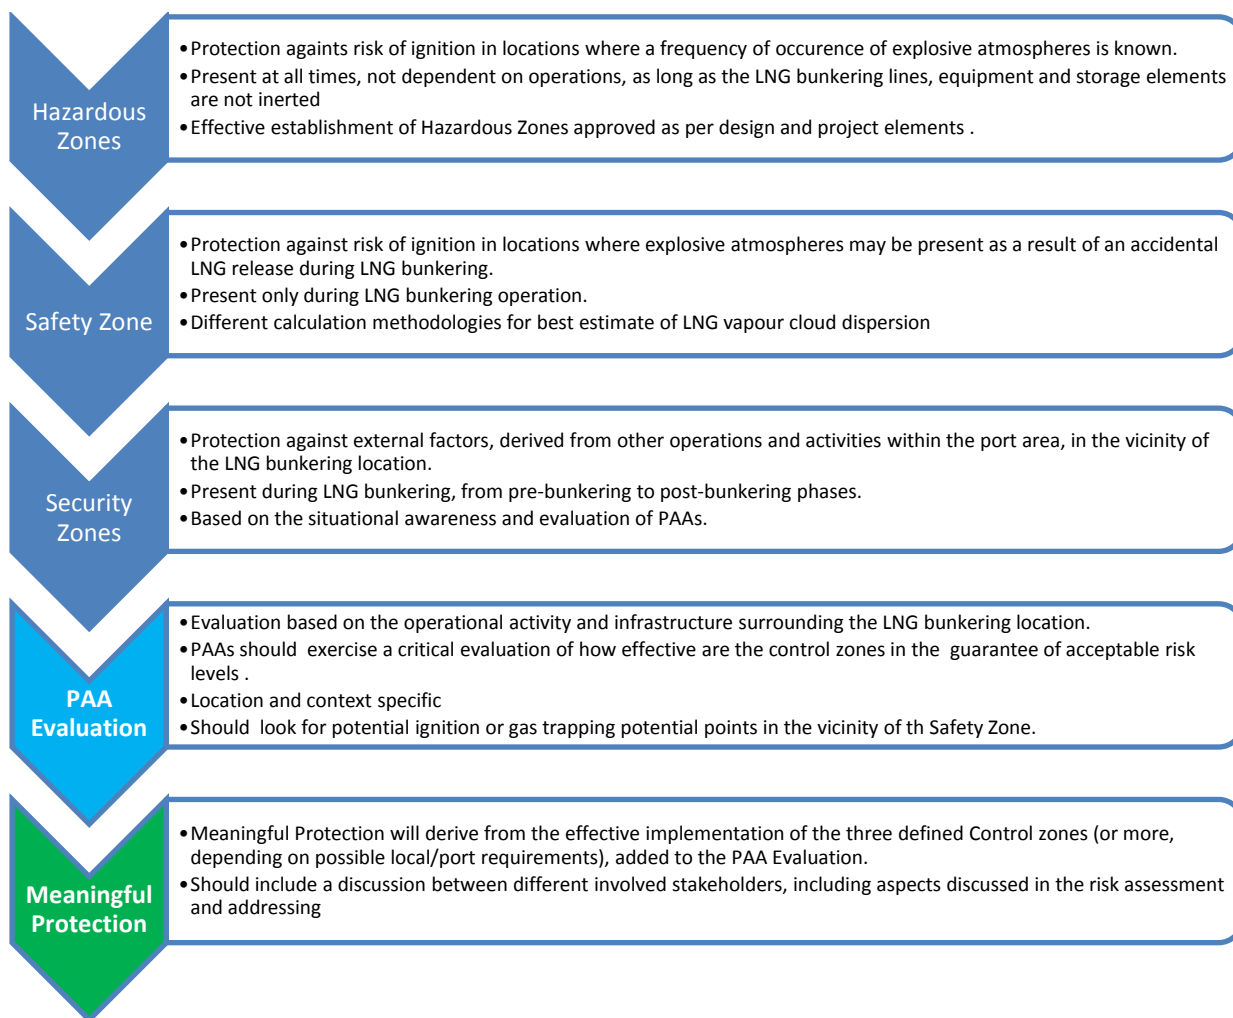 Hazardous
Zones
•Protection againts risk of ignition in locations where a frequency of occurence of explosive atmospheres is known.
•Present at all times, not dependent on operations, as long as the LNG bunkering lines, equipment and storage elements
are not inerted
•Effective establishment of Hazardous Zones approved as per design and project elements .
Safety Zone
•Protection against risk of ignition in locations where explosive atmospheres may be present as a result of an accidental
LNG release during LNG bunkering.
•Present only during LNG bunkering operation.
•Different calculation methodologies for best estimate of LNG vapour cloud dispersion
Security
Zones
•Protection against external factors, derived from other operations and activities within the port area, in the vicinity of
the LNG bunkering location.
•Present during LNG bunkering, from pre-bunkering to post-bunkering phases.
•Based on the situational awareness and evaluation of PAAs.
PAA
Evaluation
•Evaluation based on the operational activity and infrastructure surrounding the LNG bunkering location.
•PAAs should  exercise a critical evaluation of how effective are the control zones in the  guarantee of acceptable risk
levels .
•Location and context specific
•Should  look for potential ignition or gas trapping potential points in the vicinity of th Safety Zone.
Meaningful
Protection
•Meaningful Protection will derive from the effective implementation of the three defined Control zones (or more,
depending on possible local/port requirements), added to the PAA Evaluation.
•Should include a discussion between different involved stakeholders, including aspects discussed in the risk assessment
and addressing